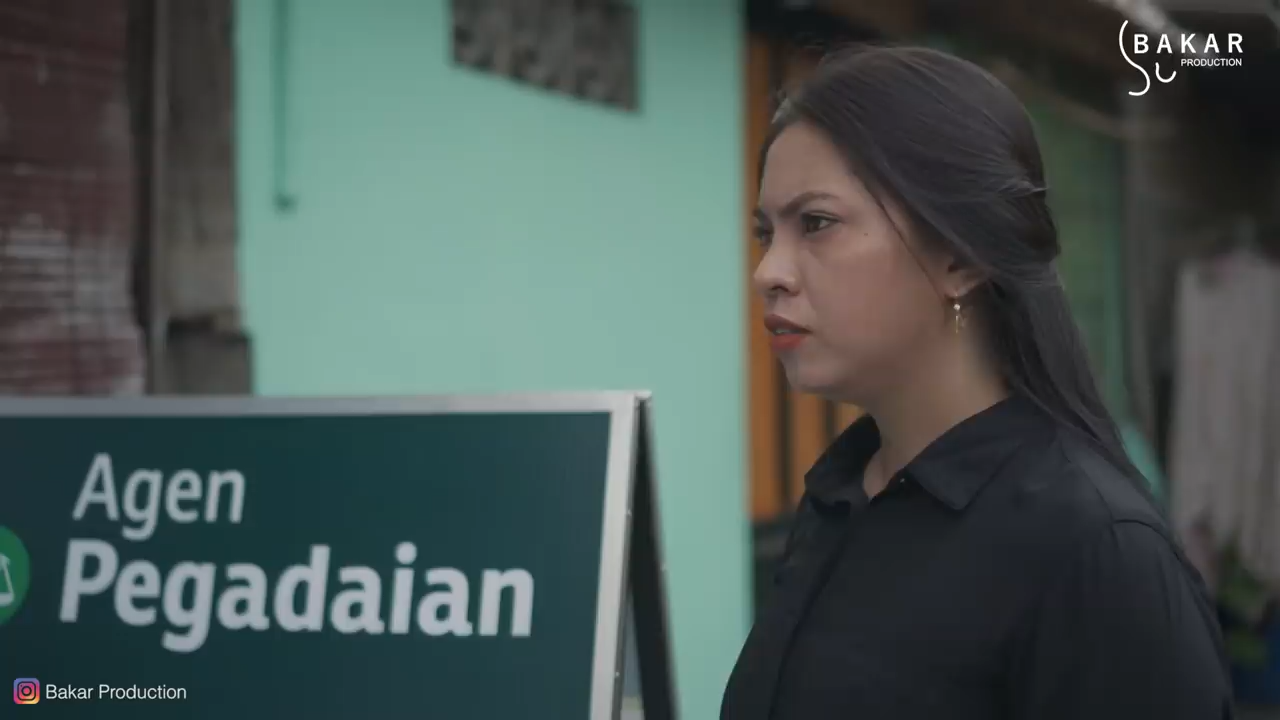 BAKAR
PRODUCTION
Agen
Pegadaian
Bakar Production